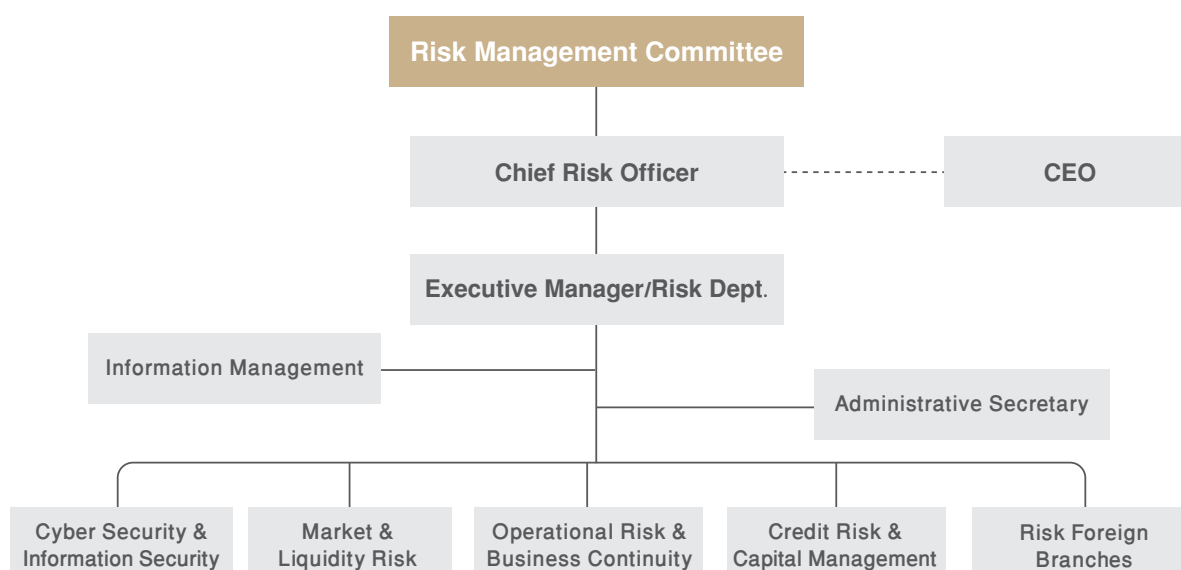 Risk Management Committee
Chief Risk Officer
CEO
Executive Manager/Risk Dept.
Information Management
Administrative Secretary
Cyber Security &
Information Security
Market &
Liquidity Risk
Operational Risk &
Business Continuity
Credit Risk &
Capital Management
Risk Foreign
Branches